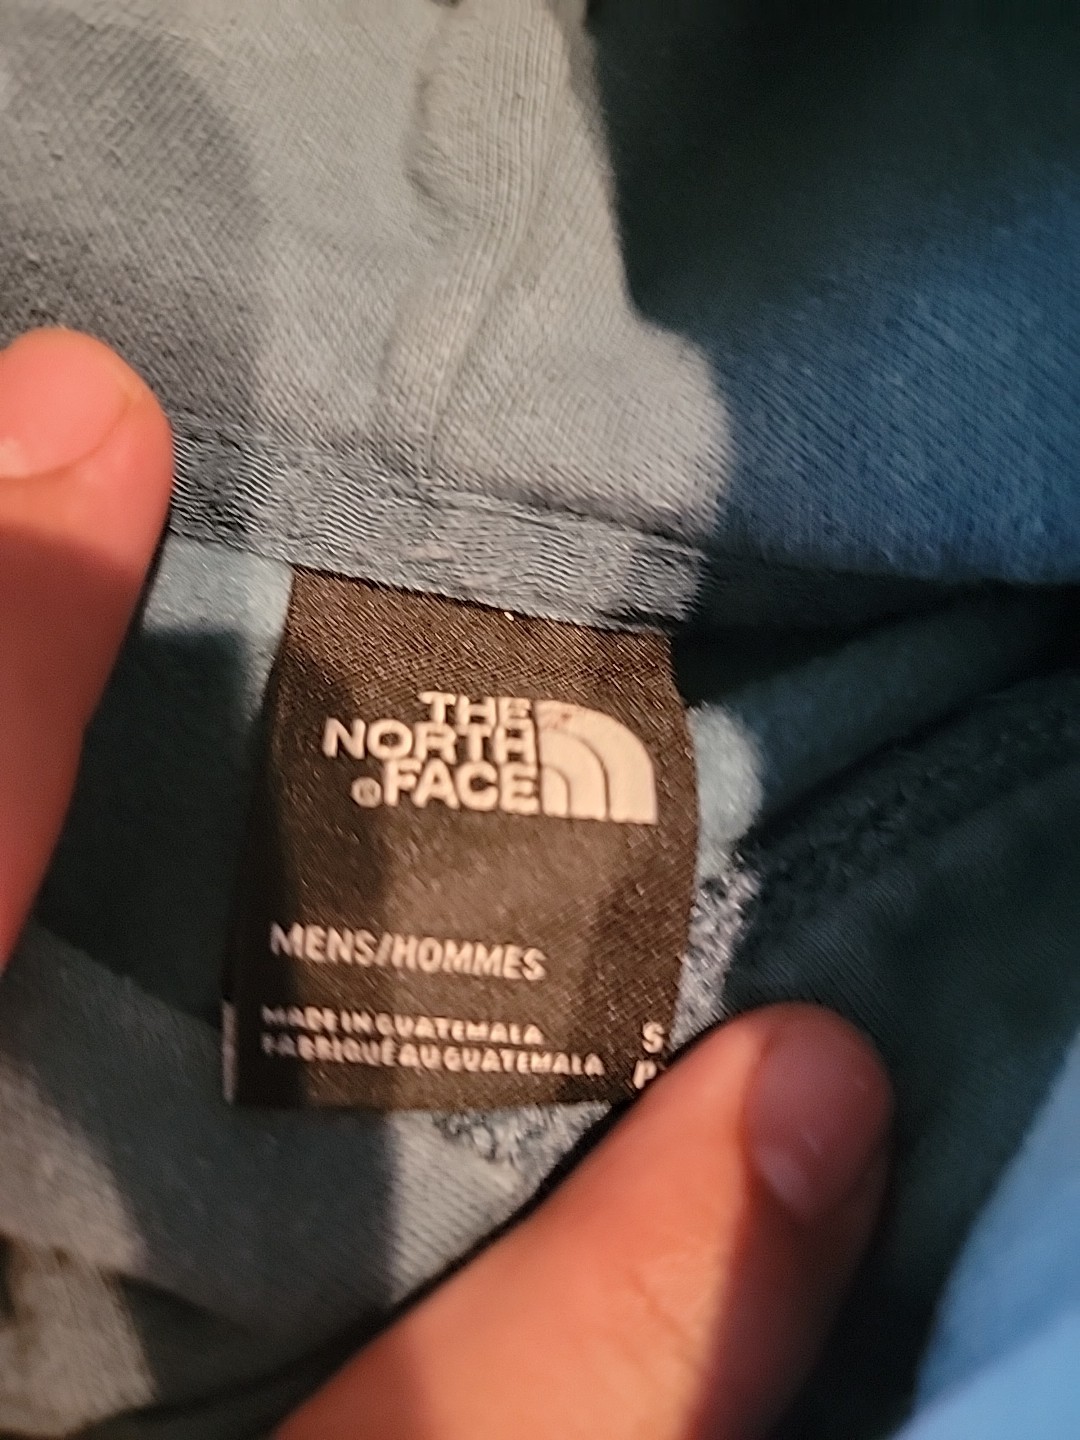 THE
NORTH
®FACE
MENS/HOMMES
MADE IN GUATEMALA
FABRIQUÉ AU GUATEMALA
S
P